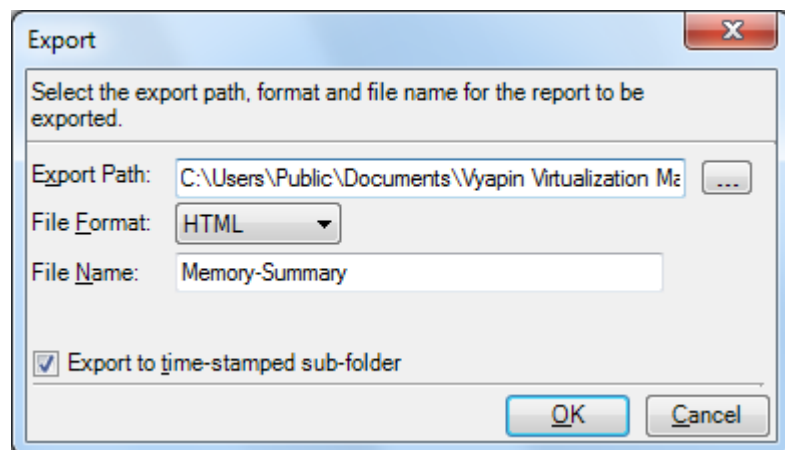 Export
Select the export path, format and file name for the report to be
exported.
Export Path: C:\Users\Public\Documents\Vyapin Virtualization Ma ...
File Format: HTML
File Name: Memory-Summary
Export to time-stamped sub-folder
OK Cancel